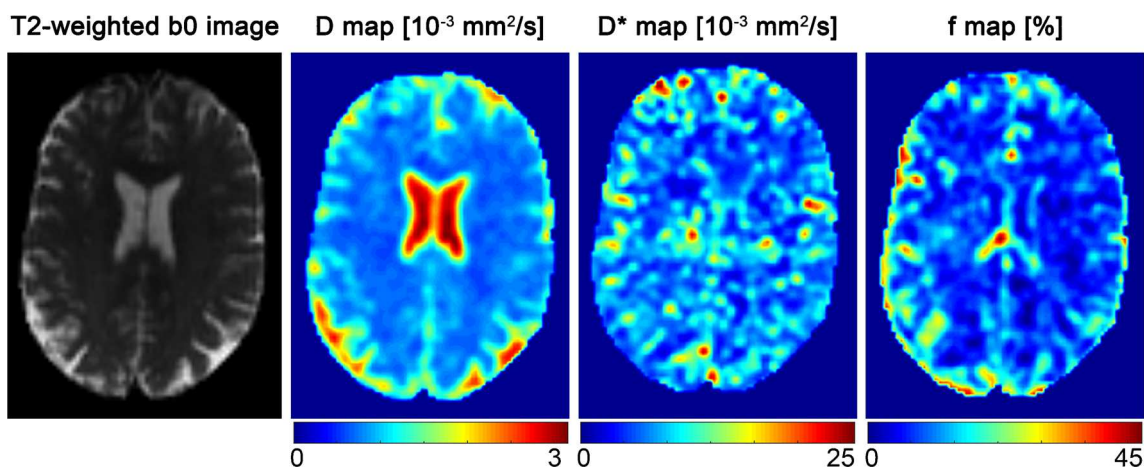 T2-weighted b0 image
D map [10⁻³ mm²/s]
D* map [10⁻³ mm²/s]
f map [%]
0 3
0 25
0 45